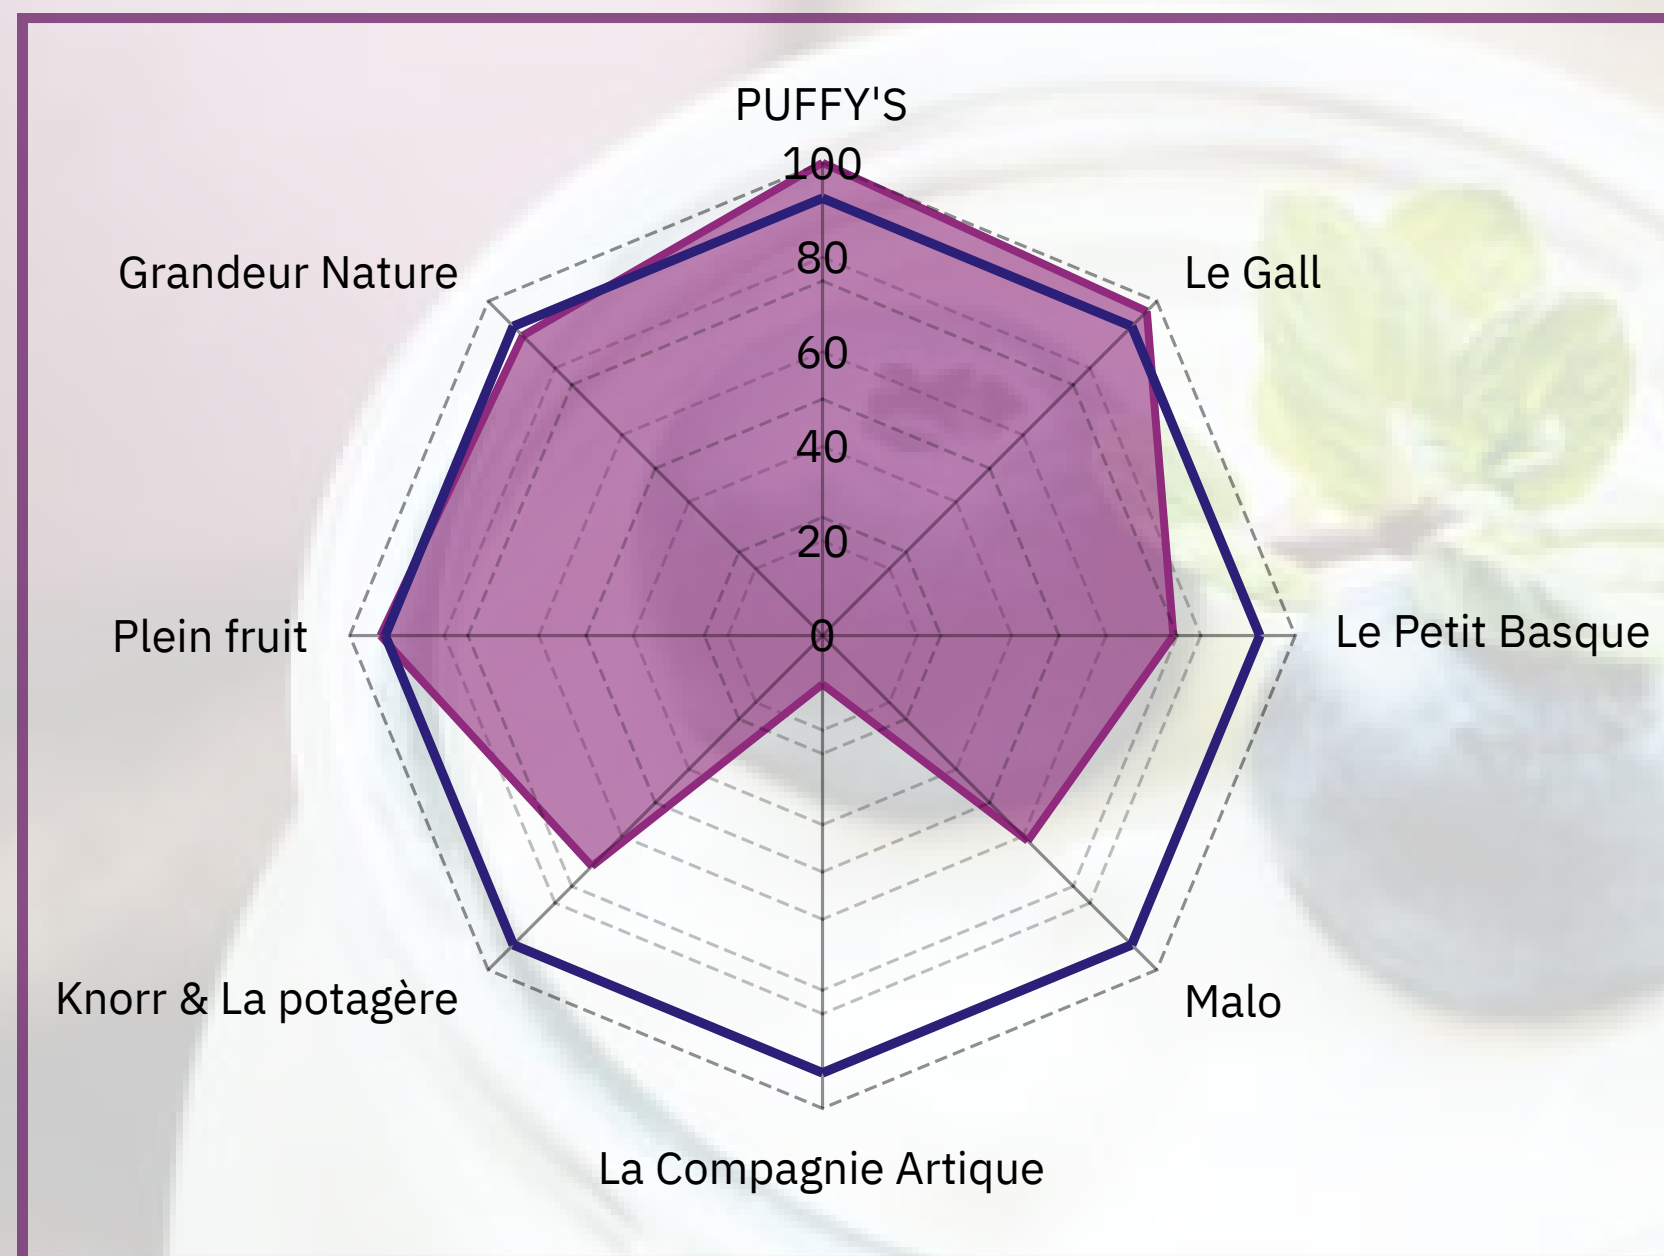 PUFFY'S
100
Grandeur Nature
80
Le Gall
60
40
20
Plein fruit
0
Le Petit Basque
Knorr & La potagère
Malo
La Compagnie Artique